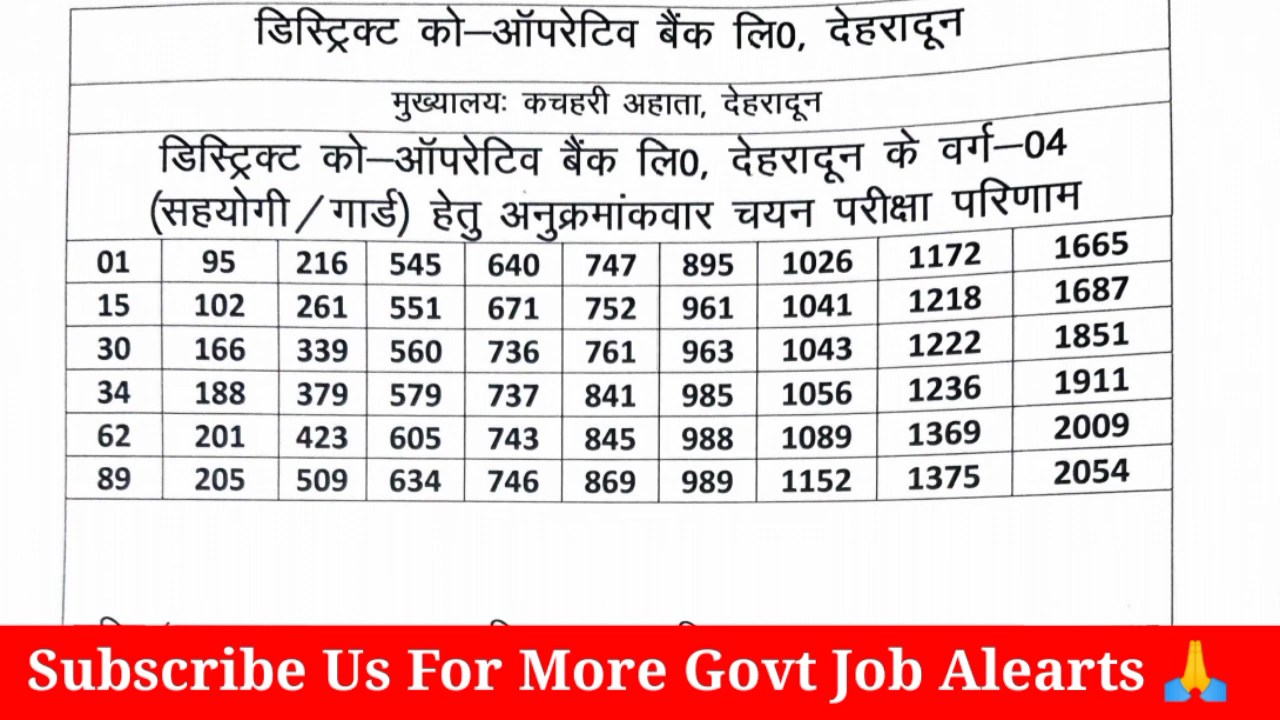 डिस्ट्रिक्ट को–ऑपरेटिव बैंक लि0, देहरादून
मुख्यालयः कचहरी अहाता, देहरादून
डिस्ट्रिक्ट को–ऑपरेटिव बैंक लि0, देहरादून के वर्ग–04
(सहयोगी/गार्ड) हेतु अनुक्रमांकवार चयन परीक्षा परिणाम
01 95 216 545 640 747 895 1026 1172 1665
15 102 261 551 671 752 961 1041 1218 1687
30 166 339 560 736 761 963 1043 1222 1851
34 188 379 579 737 841 985 1056 1236 1911
62 201 423 605 743 845 988 1089 1369 2009
89 205 509 634 746 869 989 1152 1375 2054
Subscribe Us For More Govt Job Alearts 🙏